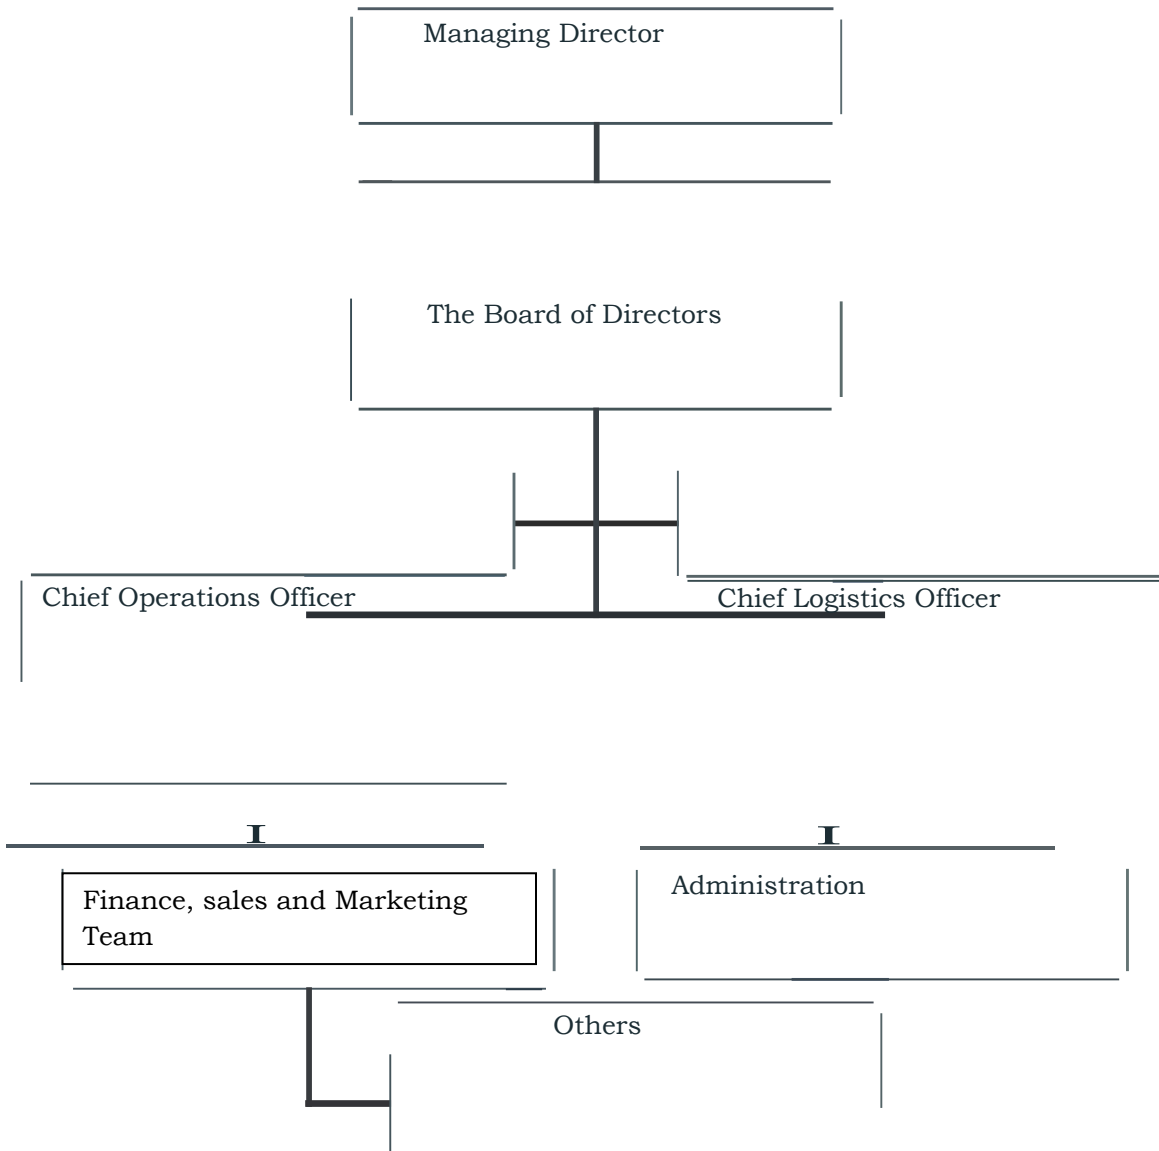 Managing Director
The Board of Directors
Chief Operations Officer
Chief Logistics Officer
I
I
Finance, sales and Marketing
Team
Administration
Others